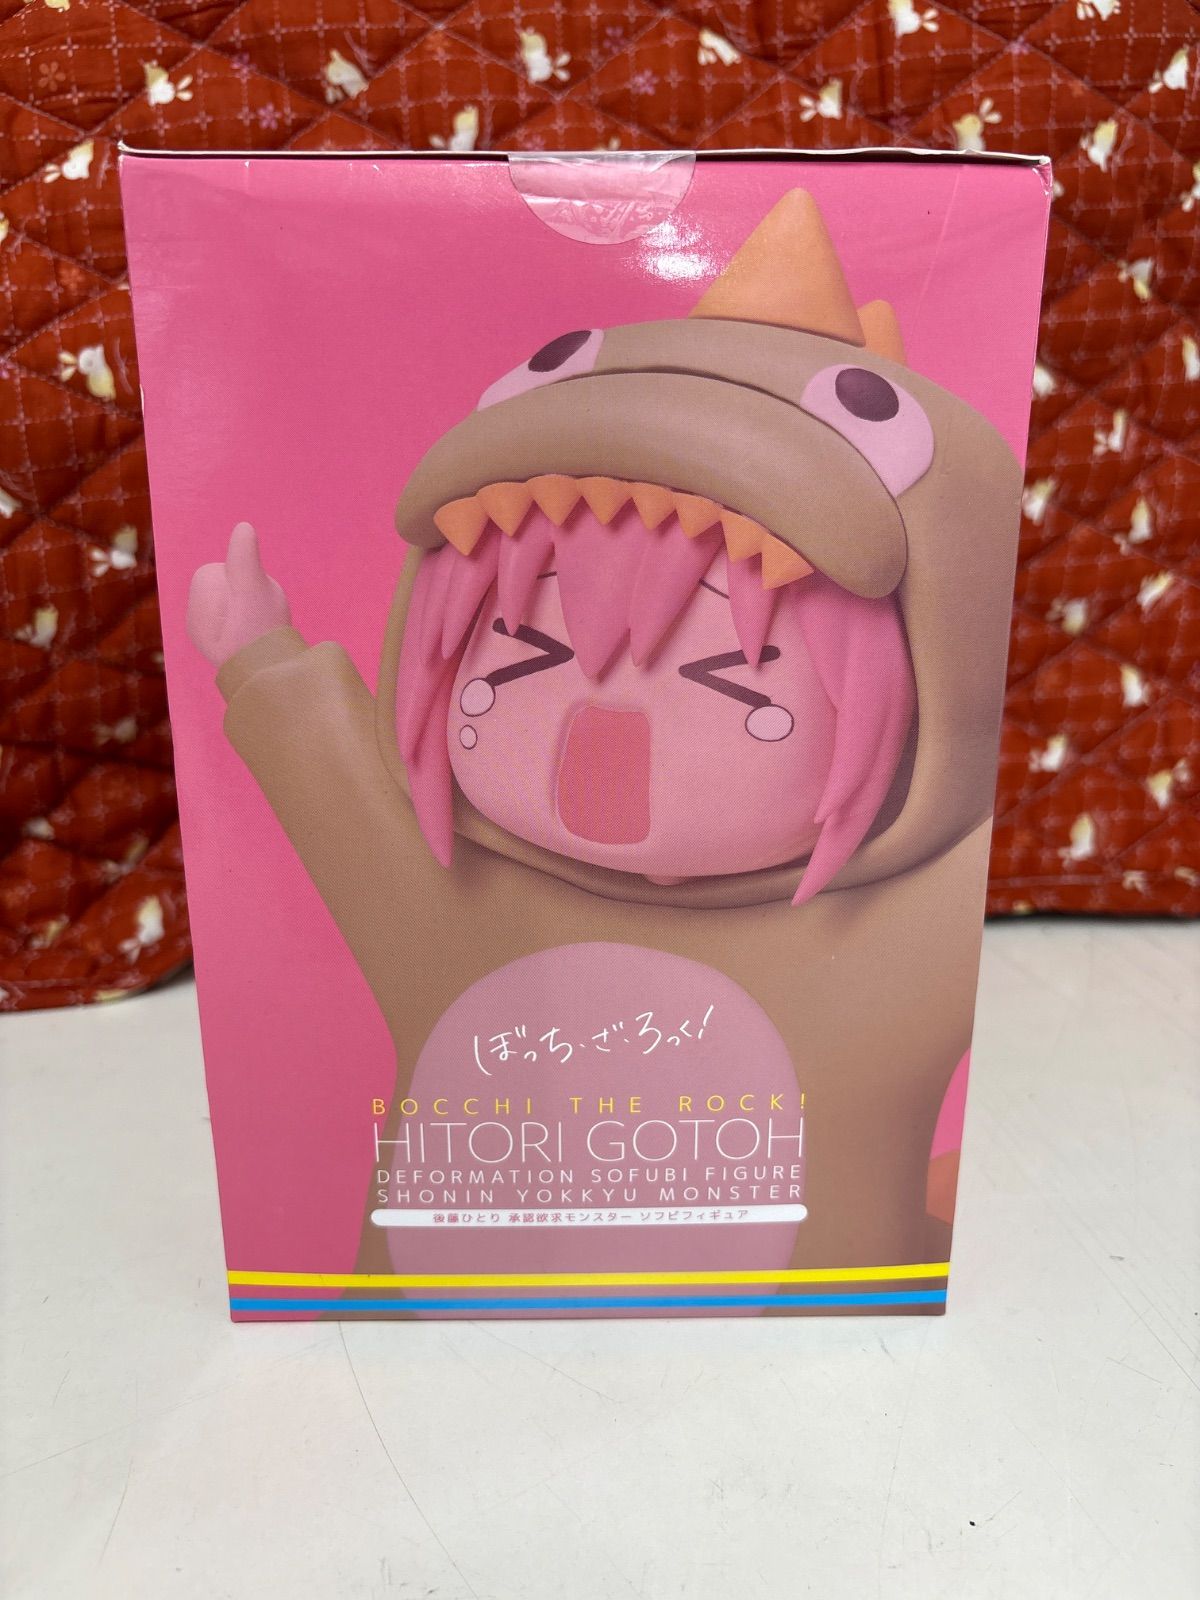 ぼっち・ざ・ろっく!
BOCCHI THE ROCK!
HITORI GOTOH
DEFORMATION SOFUBI FIGURE
SHONIN YOKKYU MONSTER
後藤ひとり 承認欲求モンスター ソフビフィギュア